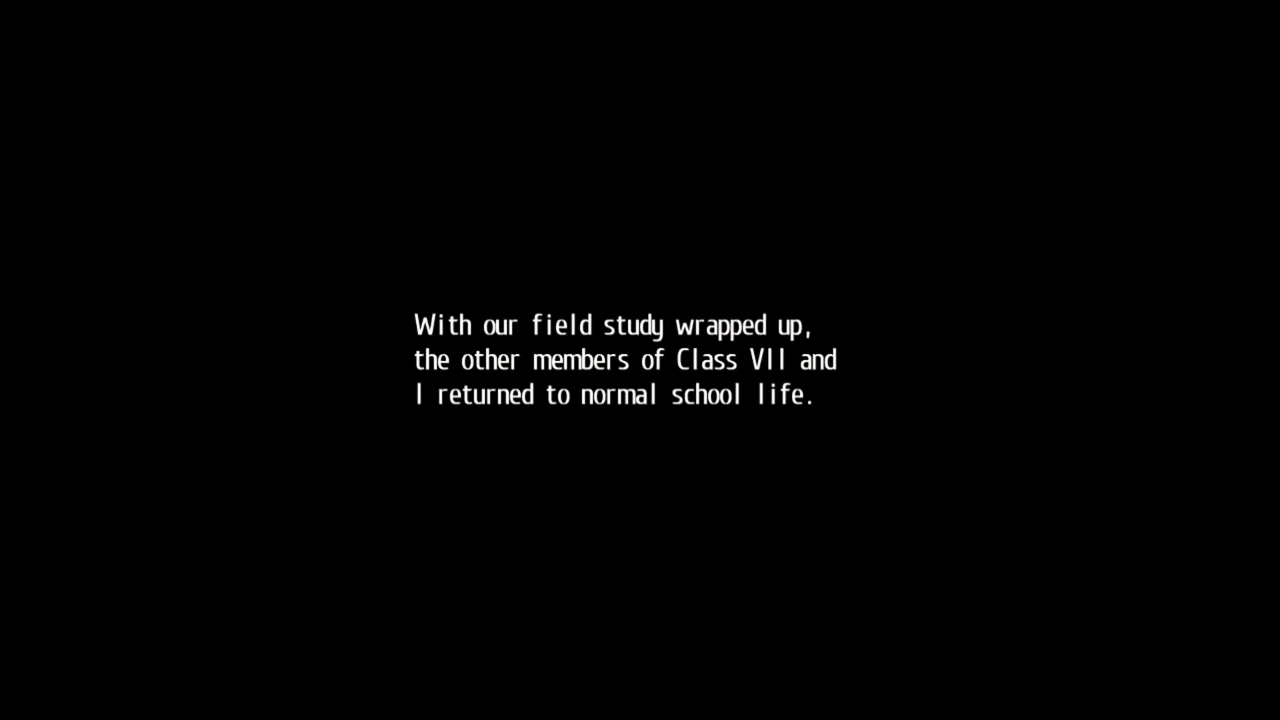 With our field study wrapped up,
the other members of Class VII and
I returned to normal school life.